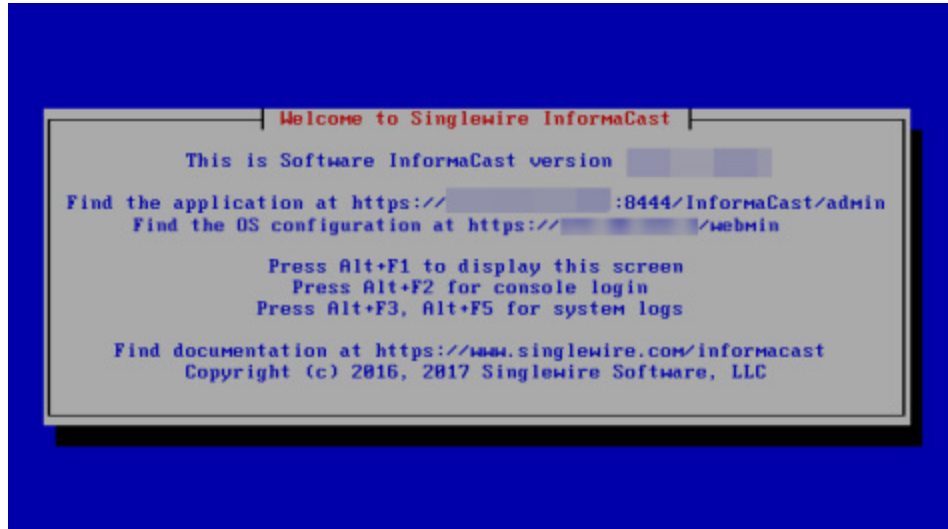 Welcome to Singlewire InformaCast
This is Software InformaCast version
Find the application at https:// :8444/InformaCast/admin
Find the OS configuration at https:// /webmin
Press Alt+F1 to display this screen
Press Alt+F2 for console login
Press Alt+F3, Alt+F5 for system logs
Find documentation at https://www.singlewire.com/informacast
Copyright (c) 2016, 2017 Singlewire Software, LLC